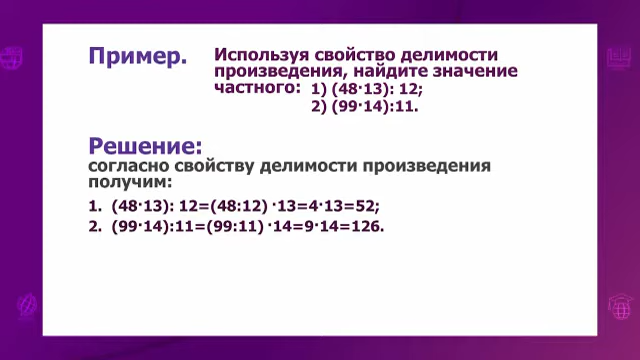 Пример. Используя свойство делимости
произведения, найдите значение
частного: 1) (48·13): 12;
2) (99·14):11.
Решение:
согласно свойству делимости произведения
получим:
1. (48·13): 12=(48:12) ·13=4·13=52;
2. (99·14):11=(99:11) ·14=9·14=126.